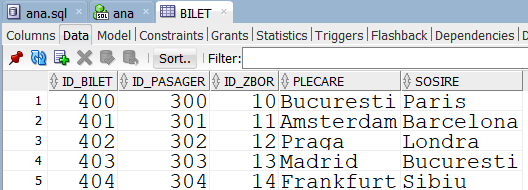 ana.sql ana BILET
Columns Data Model Constraints Grants Statistics Triggers Flashback Dependencies D
Sort.. Filter:
ID_BILET ID_PASAGER ID_ZBOR PLECARE SOSIRE
1 400 300 10 Bucuresti Paris
2 401 301 11 Amsterdam Barcelona
3 402 302 12 Praga Londra
4 403 303 13 Madrid Bucuresti
5 404 304 14 Frankfurt Sibiu